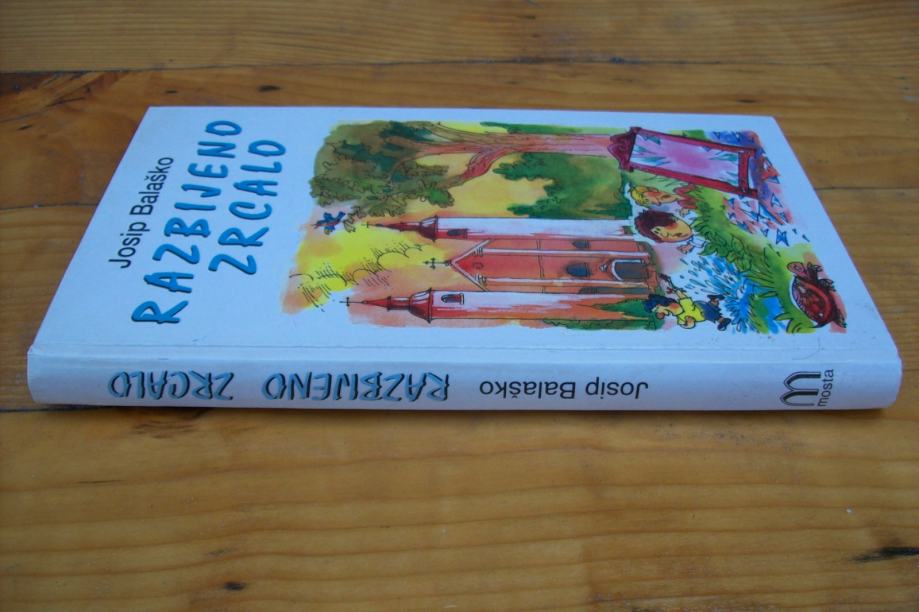 Josip Balaško
RAZBIJENO
ZRCALO
Josip Balaško RAZBIJENO ZRCALO
mosta